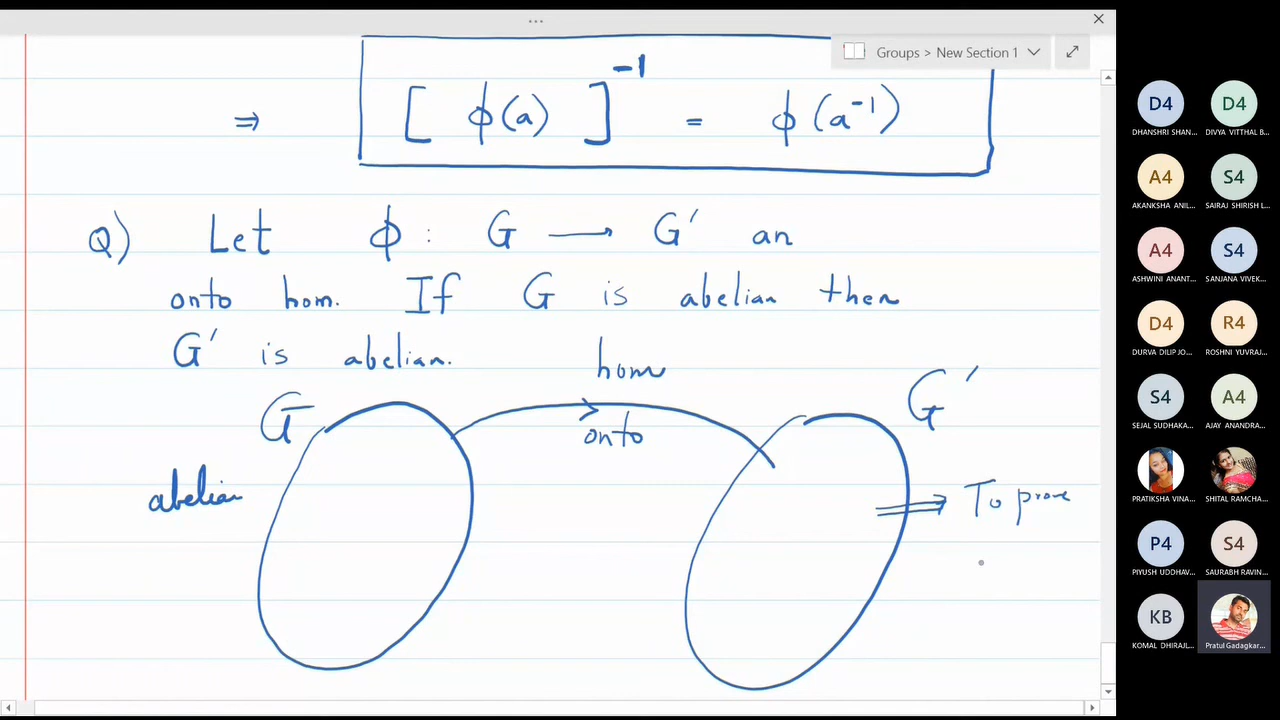 Groups > New Section 1
⇒ [ φ(a) ]⁻¹ = φ(a⁻¹)
Q) Let φ : G → G' an
onto hom. If G is abelian then
G' is abelian.
hom
G
G'
onto
abelian
⇒ To prove
D4 D4
DHANSHRI SHAN... DIVYA VITTHAL B...
A4 S4
AKANKSHA ANIL... SAIRAJ SHIRISH L...
A4 S4
ASHWINI ANANT... SANJANA VIVEK...
D4 R4
DURVA DILIP JO... ROSHNI YUVRAJ...
S4 A4
SEJAL SUDHAKA... AJAY ANANDRA...
PRATIKSHA VINA... SHITAL RAMCHA...
P4 S4
PIYUSH UDDHAV... SAURABH RAVIN...
KB
KOMAL DHIRAJL... Pratul Gadagkar...